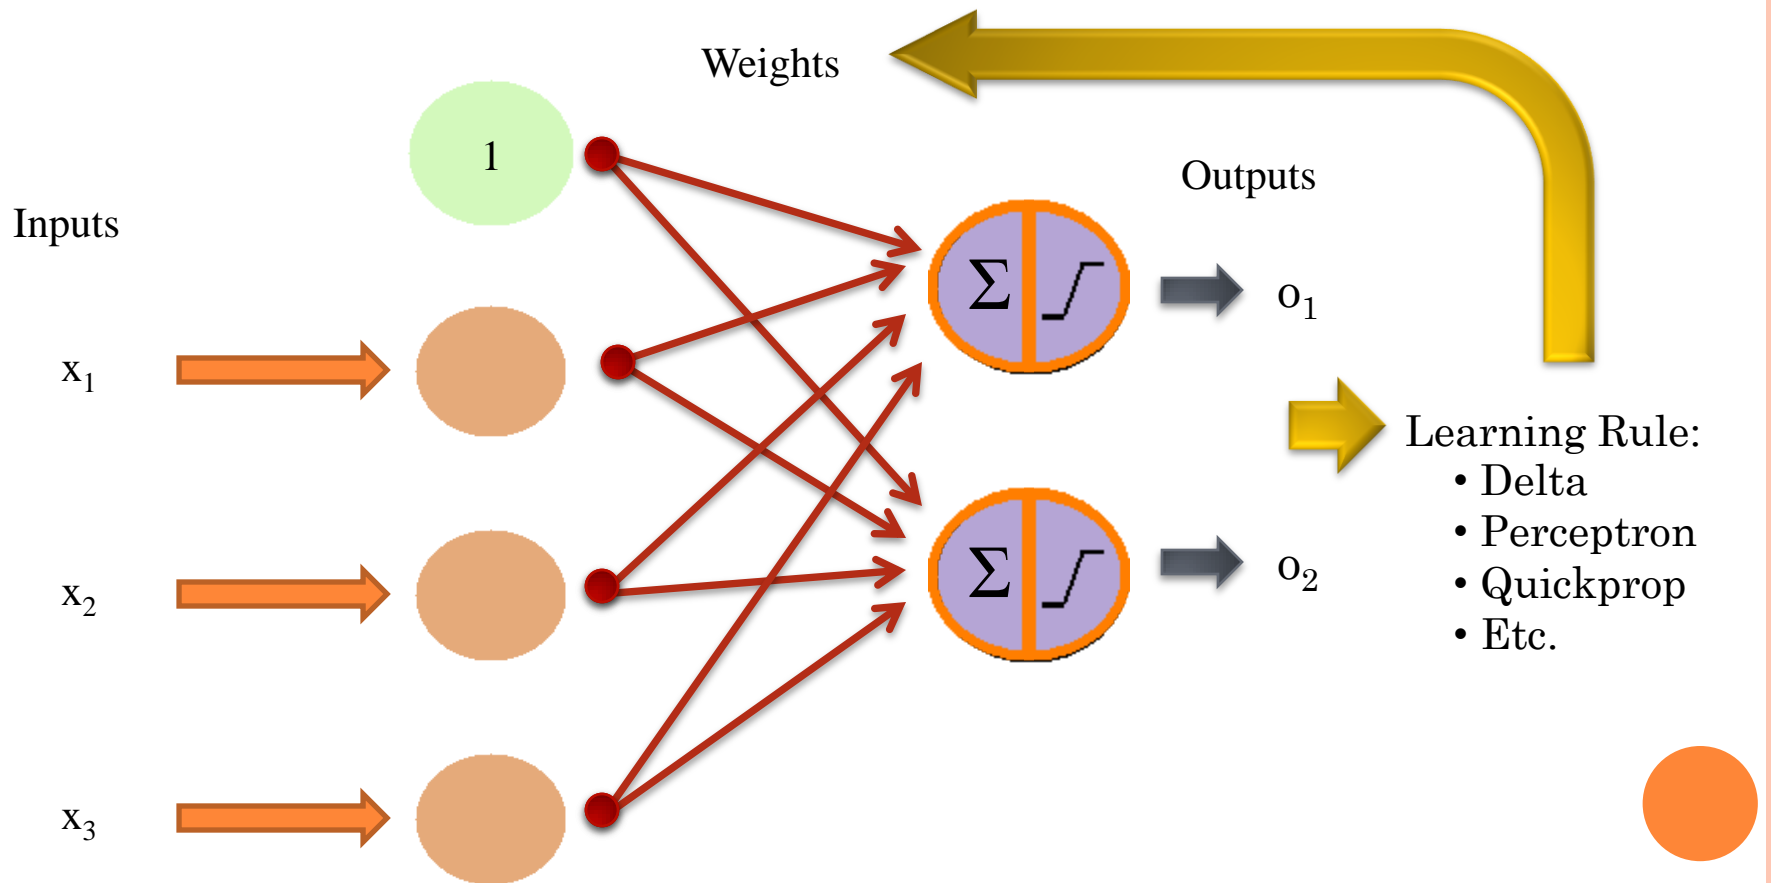 Weights
1
Outputs
Inputs
Σ
o₁
x₁
Learning Rule:
• Delta
• Perceptron
• Quickprop
• Etc.
Σ
o₂
x₂
x₃